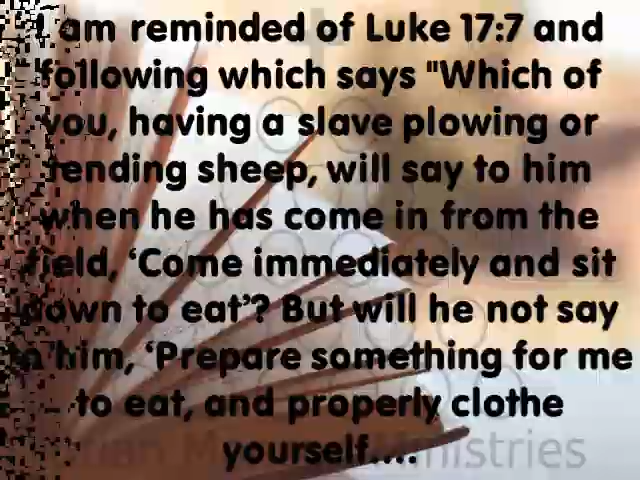 I am reminded of Luke 17:7 and
following which says "Which of
you, having a slave plowing or
tending sheep, will say to him
when he has come in from the
field, ‘Come immediately and sit
down to eat’? But will he not say
to him, ‘Prepare something for me
to eat, and properly clothe
yourself....
Ministries